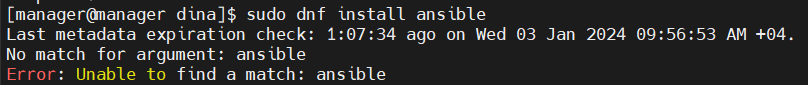 [manager@manager dina]$ sudo dnf install ansible
Last metadata expiration check: 1:07:34 ago on Wed 03 Jan 2024 09:56:53 AM +04.
No match for argument: ansible
Error: Unable to find a match: ansible